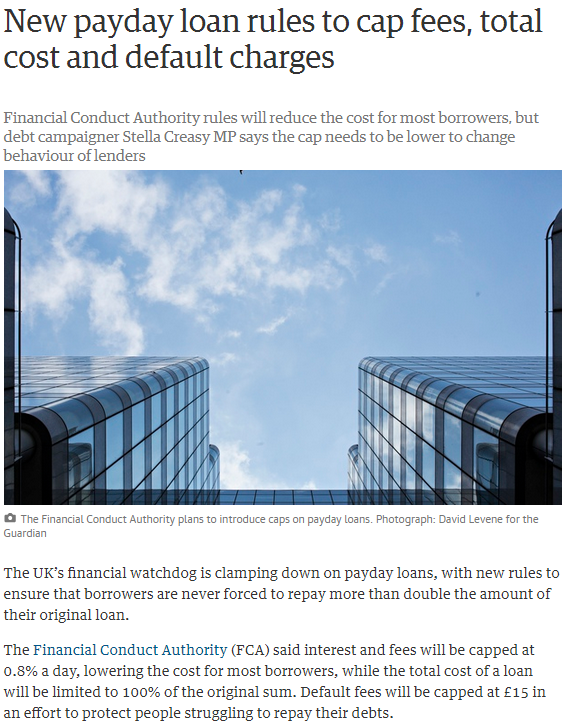 New payday loan rules to cap fees, total
cost and default charges
Financial Conduct Authority rules will reduce the cost for most borrowers, but
debt campaigner Stella Creasy MP says the cap needs to be lower to change
behaviour of lenders
The Financial Conduct Authority plans to introduce caps on payday loans. Photograph: David Levene for the
Guardian
The UK’s financial watchdog is clamping down on payday loans, with new rules to
ensure that borrowers are never forced to repay more than double the amount of
their original loan.
The Financial Conduct Authority (FCA) said interest and fees will be capped at
0.8% a day, lowering the cost for most borrowers, while the total cost of a loan
will be limited to 100% of the original sum. Default fees will be capped at £15 in
an effort to protect people struggling to repay their debts.